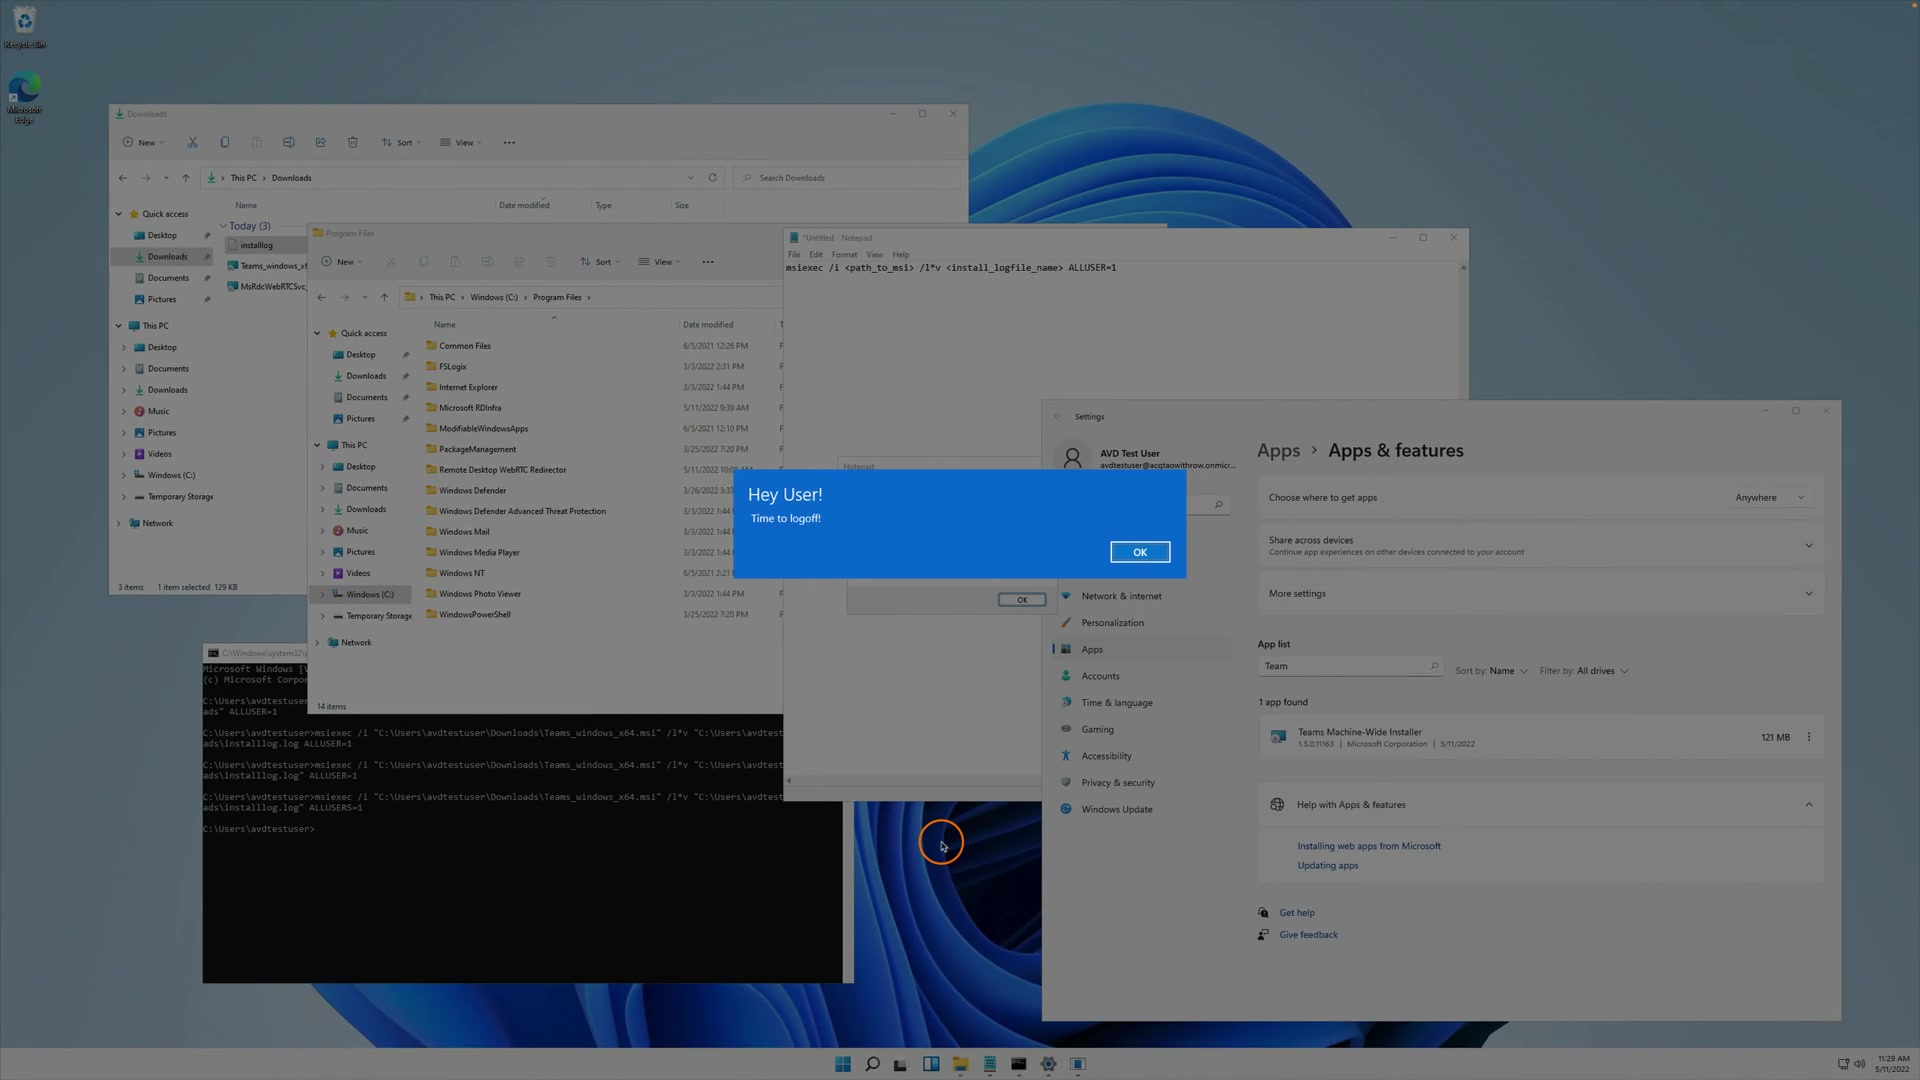 Recycle Bin
Microsoft
Edge
Downloads
New
Sort
View
This PC
Downloads
Search Downloads
Name
Date modified
Type
Size
Quick access
Desktop
Downloads
Documents
Pictures
This PC
Desktop
Documents
Downloads
Music
Pictures
Videos
Windows (C:)
Temporary Storage
Network
Today (3)
installlog
Teams_windows_x6
MsRdcWebRTCSvc_
3 items
1 item selected 129 KB
Program Files
New
Sort
View
This PC
Windows (C:)
Program Files
Name
Date modified
Quick access
Desktop
Downloads
Documents
Pictures
This PC
Desktop
Documents
Downloads
Music
Pictures
Videos
Windows (C:)
Temporary Storage
Network
Common Files 6/5/2021 12:26 PM
FSLogix 3/3/2022 2:31 PM
Internet Explorer 3/3/2022 1:44 PM
Microsoft RDInfra 5/11/2022 9:39 AM
ModifiableWindowsApps 6/5/2021 12:10 PM
PackageManagement 3/25/2022 7:20 PM
Remote Desktop WebRTC Redirector 5/11/2022
Windows Defender 3/26/2022 3:33
Windows Defender Advanced Threat Protection 3/3/2022 1:44 P
Windows Mail 3/3/2022 1:44 P
Windows Media Player 3/3/2022 1:44 P
Windows NT 6/5/2021 2:21
Windows Photo Viewer 3/3/2022 1:44 PM
WindowsPowerShell 3/25/2022 7:20 PM
14 items
*Untitled - Notepad
File Edit Format View Help
msiexec /i <path_to_msi> /l*v <install_logfile_name> ALLUSER=1
Notepad
OK
Hey User!
Time to logoff!
OK
C:\Windows\system32\
Microsoft Windows [V
(c) Microsoft Corpor
C:\Users\avdtestuser
ads" ALLUSER=1
C:\Users\avdtestuser>msiexec /i "C:\Users\avdtestuser\Downloads\Teams_windows_x64.msi" /l*v "C:\Users\avdtest
ads\installlog.log ALLUSER=1
C:\Users\avdtestuser>msiexec /i "C:\Users\avdtestuser\Downloads\Teams_windows_x64.msi" /l*v "C:\Users\avdtest
ads\installlog.log" ALLUSER=1
C:\Users\avdtestuser>msiexec /i "C:\Users\avdtestuser\Downloads\Teams_windows_x64.msi" /l*v "C:\Users\avdtest
ads\installlog.log" ALLUSERS=1
C:\Users\avdtestuser>
Settings
AVD Test User
avdtestuser@acqtaowithrow.onmicr...
Network & internet
Personalization
Apps
Accounts
Time & language
Gaming
Accessibility
Privacy & security
Windows Update
Apps > Apps & features
Choose where to get apps
Anywhere
Share across devices
Continue app experiences on other devices connected to your account
More settings
App list
Team
Sort by: Name
Filter by: All drives
1 app found
Teams Machine-Wide Installer
1.5.0.11163 | Microsoft Corporation | 5/11/2022
121 MB
Help with Apps & features
Installing web apps from Microsoft
Updating apps
Get help
Give feedback
11:29 AM
5/11/2022